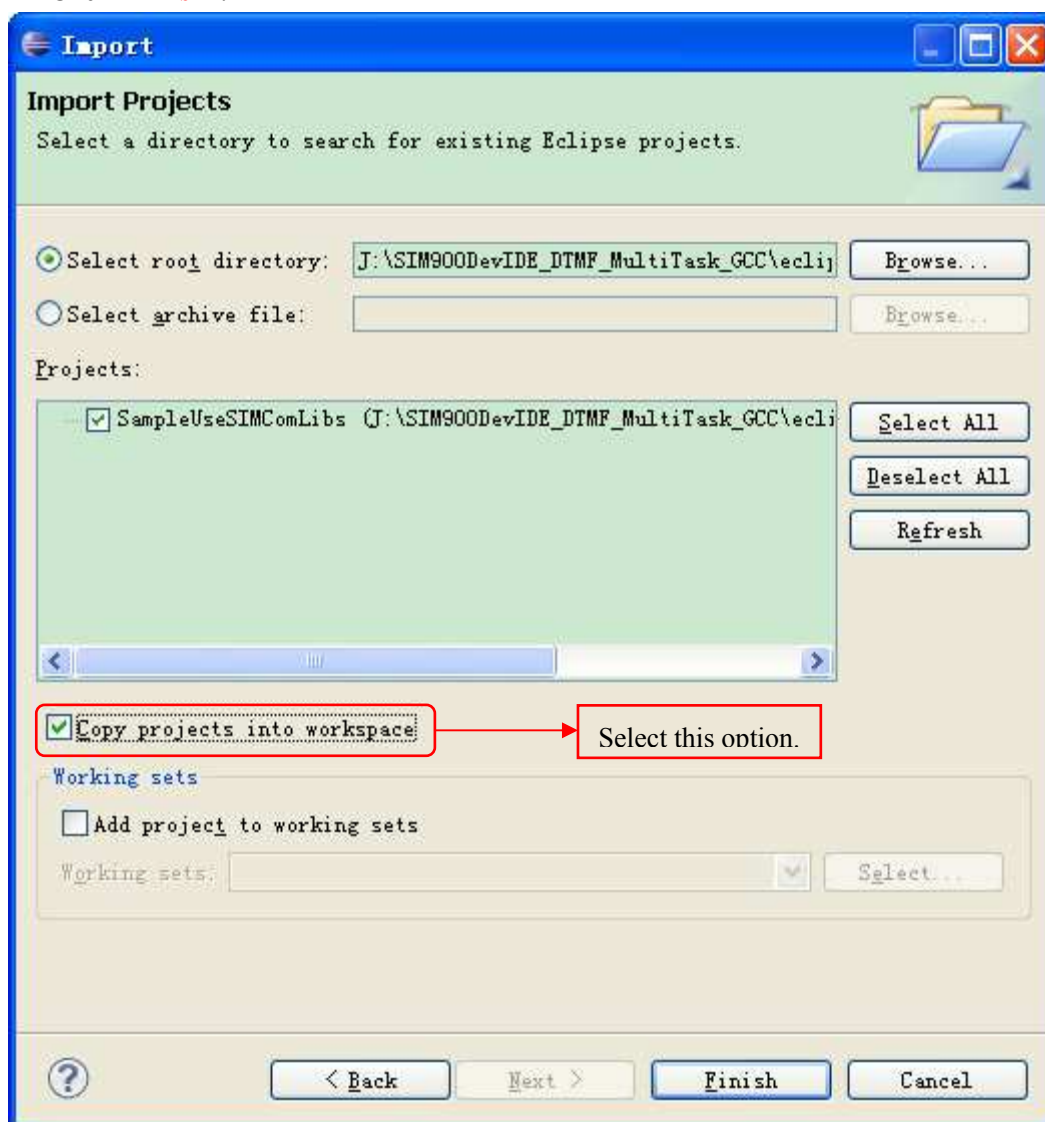 Import
Import Projects
Select a directory to search for existing Eclipse projects.
Select root directory: J:\SIM900DevIDE_DTMF_MultiTask_GCC\eclip Browse...
Select archive file: Browse...
Projects:
SampleUseSIMComLibs (J:\SIM900DevIDE_DTMF_MultiTask_GCC\ecli
Select All
Deselect All
Refresh
Copy projects into workspace
Select this option.
Working sets
Add project to working sets
Working sets: Select...
< Back Next > Finish Cancel